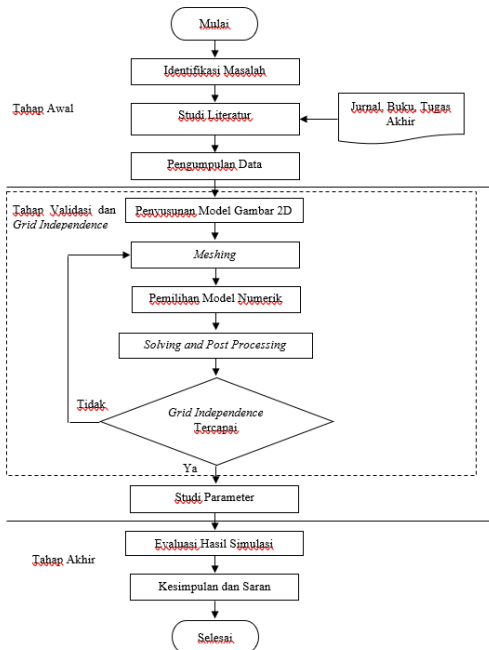 Mulai
Identifikasi Masalah
Tahap Awal
Studi Literatur
Jurnal, Buku, Tugas
Akhir
Pengumpulan Data
Tahap Validasi dan
Grid Independence
Penyusunan Model Gambar 2D
Meshing
Pemilihan Model Numerik
Solving and Post Processing
Tidak
Grid Independence
Tercapai
Ya
Studi Parameter
Evaluasi Hasil Simulasi
Tahap Akhir
Kesimpulan dan Saran
Selesai